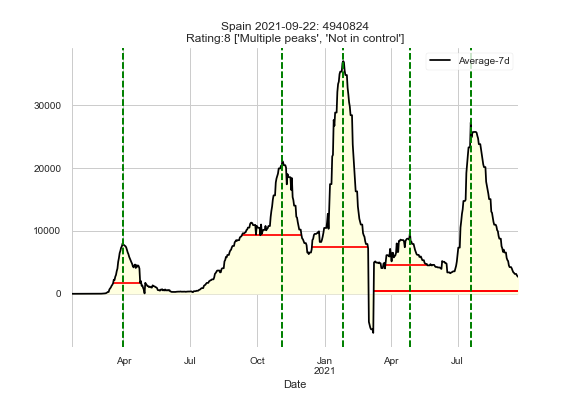 Spain 2021-09-22: 4940824
Rating:8 ['Multiple peaks', 'Not in control']
Average-7d
30000
20000
10000
0
Apr
Jul
Oct
Jan
2021
Apr
Jul
Date